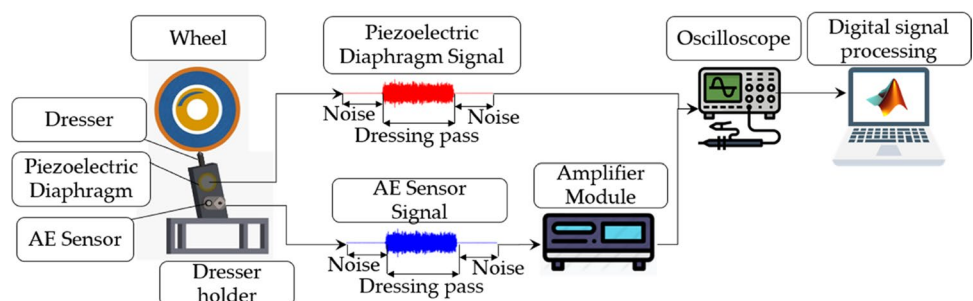 Wheel
Dresser
Piezoelectric
Diaphragm
AE Sensor
Dresser
holder
Piezoelectric
Diaphragm Signal
Noise
Noise
Dressing pass
AE Sensor
Signal
Noise
Noise
Dressing pass
Amplifier
Module
Oscilloscope
Digital signal
processing